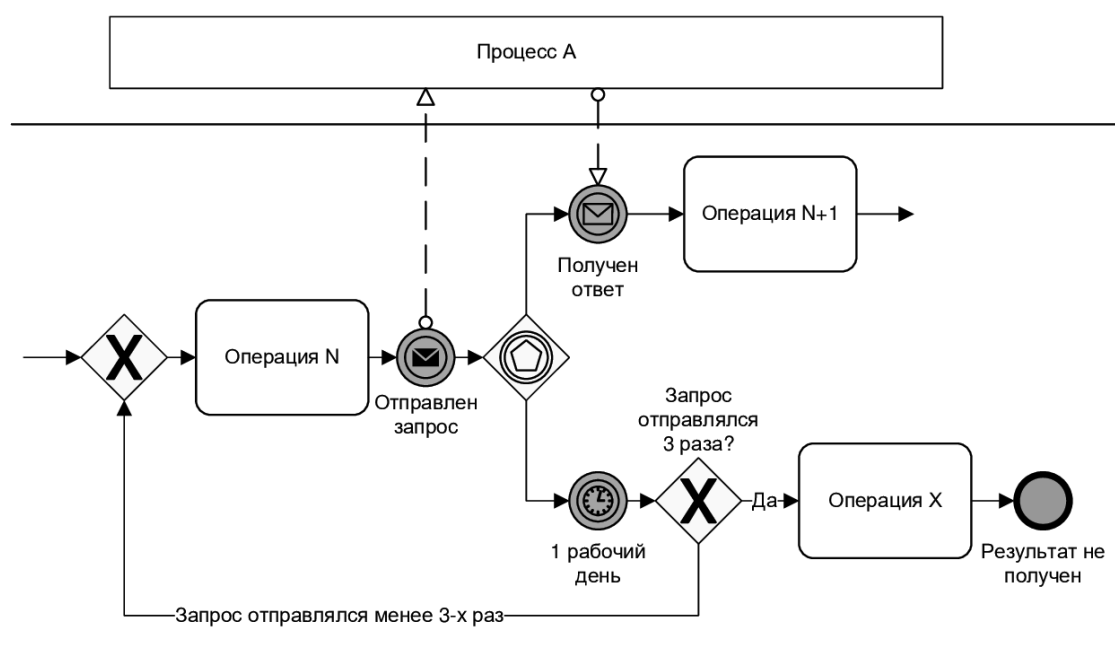 Процесс А
Операция N+1
Получен
ответ
Операция N
Отправлен
запрос
Запрос
отправлялся
3 раза?
Да
Операция X
1 рабочий
день
Результат не
получен
Запрос отправлялся менее 3-х раз